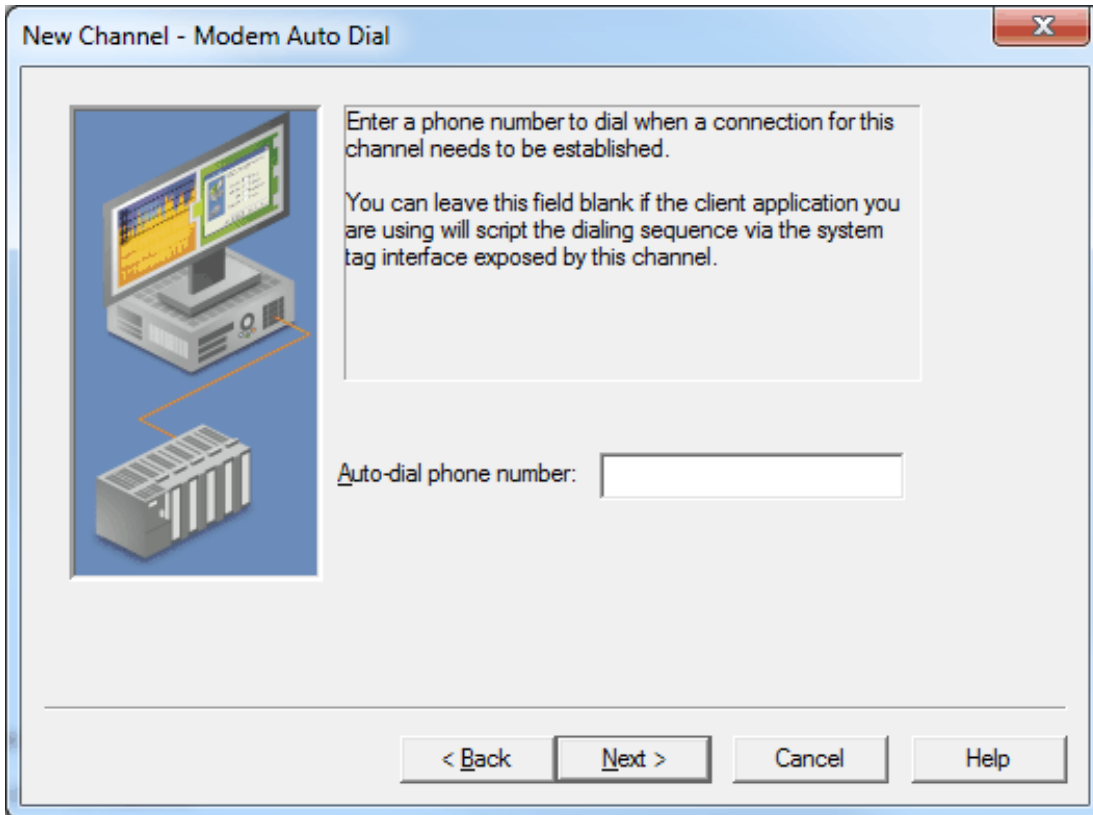 New Channel - Modem Auto Dial
Enter a phone number to dial when a connection for this
channel needs to be established.
You can leave this field blank if the client application you
are using will script the dialing sequence via the system
tag interface exposed by this channel.
Auto-dial phone number:
< Back
Next >
Cancel
Help